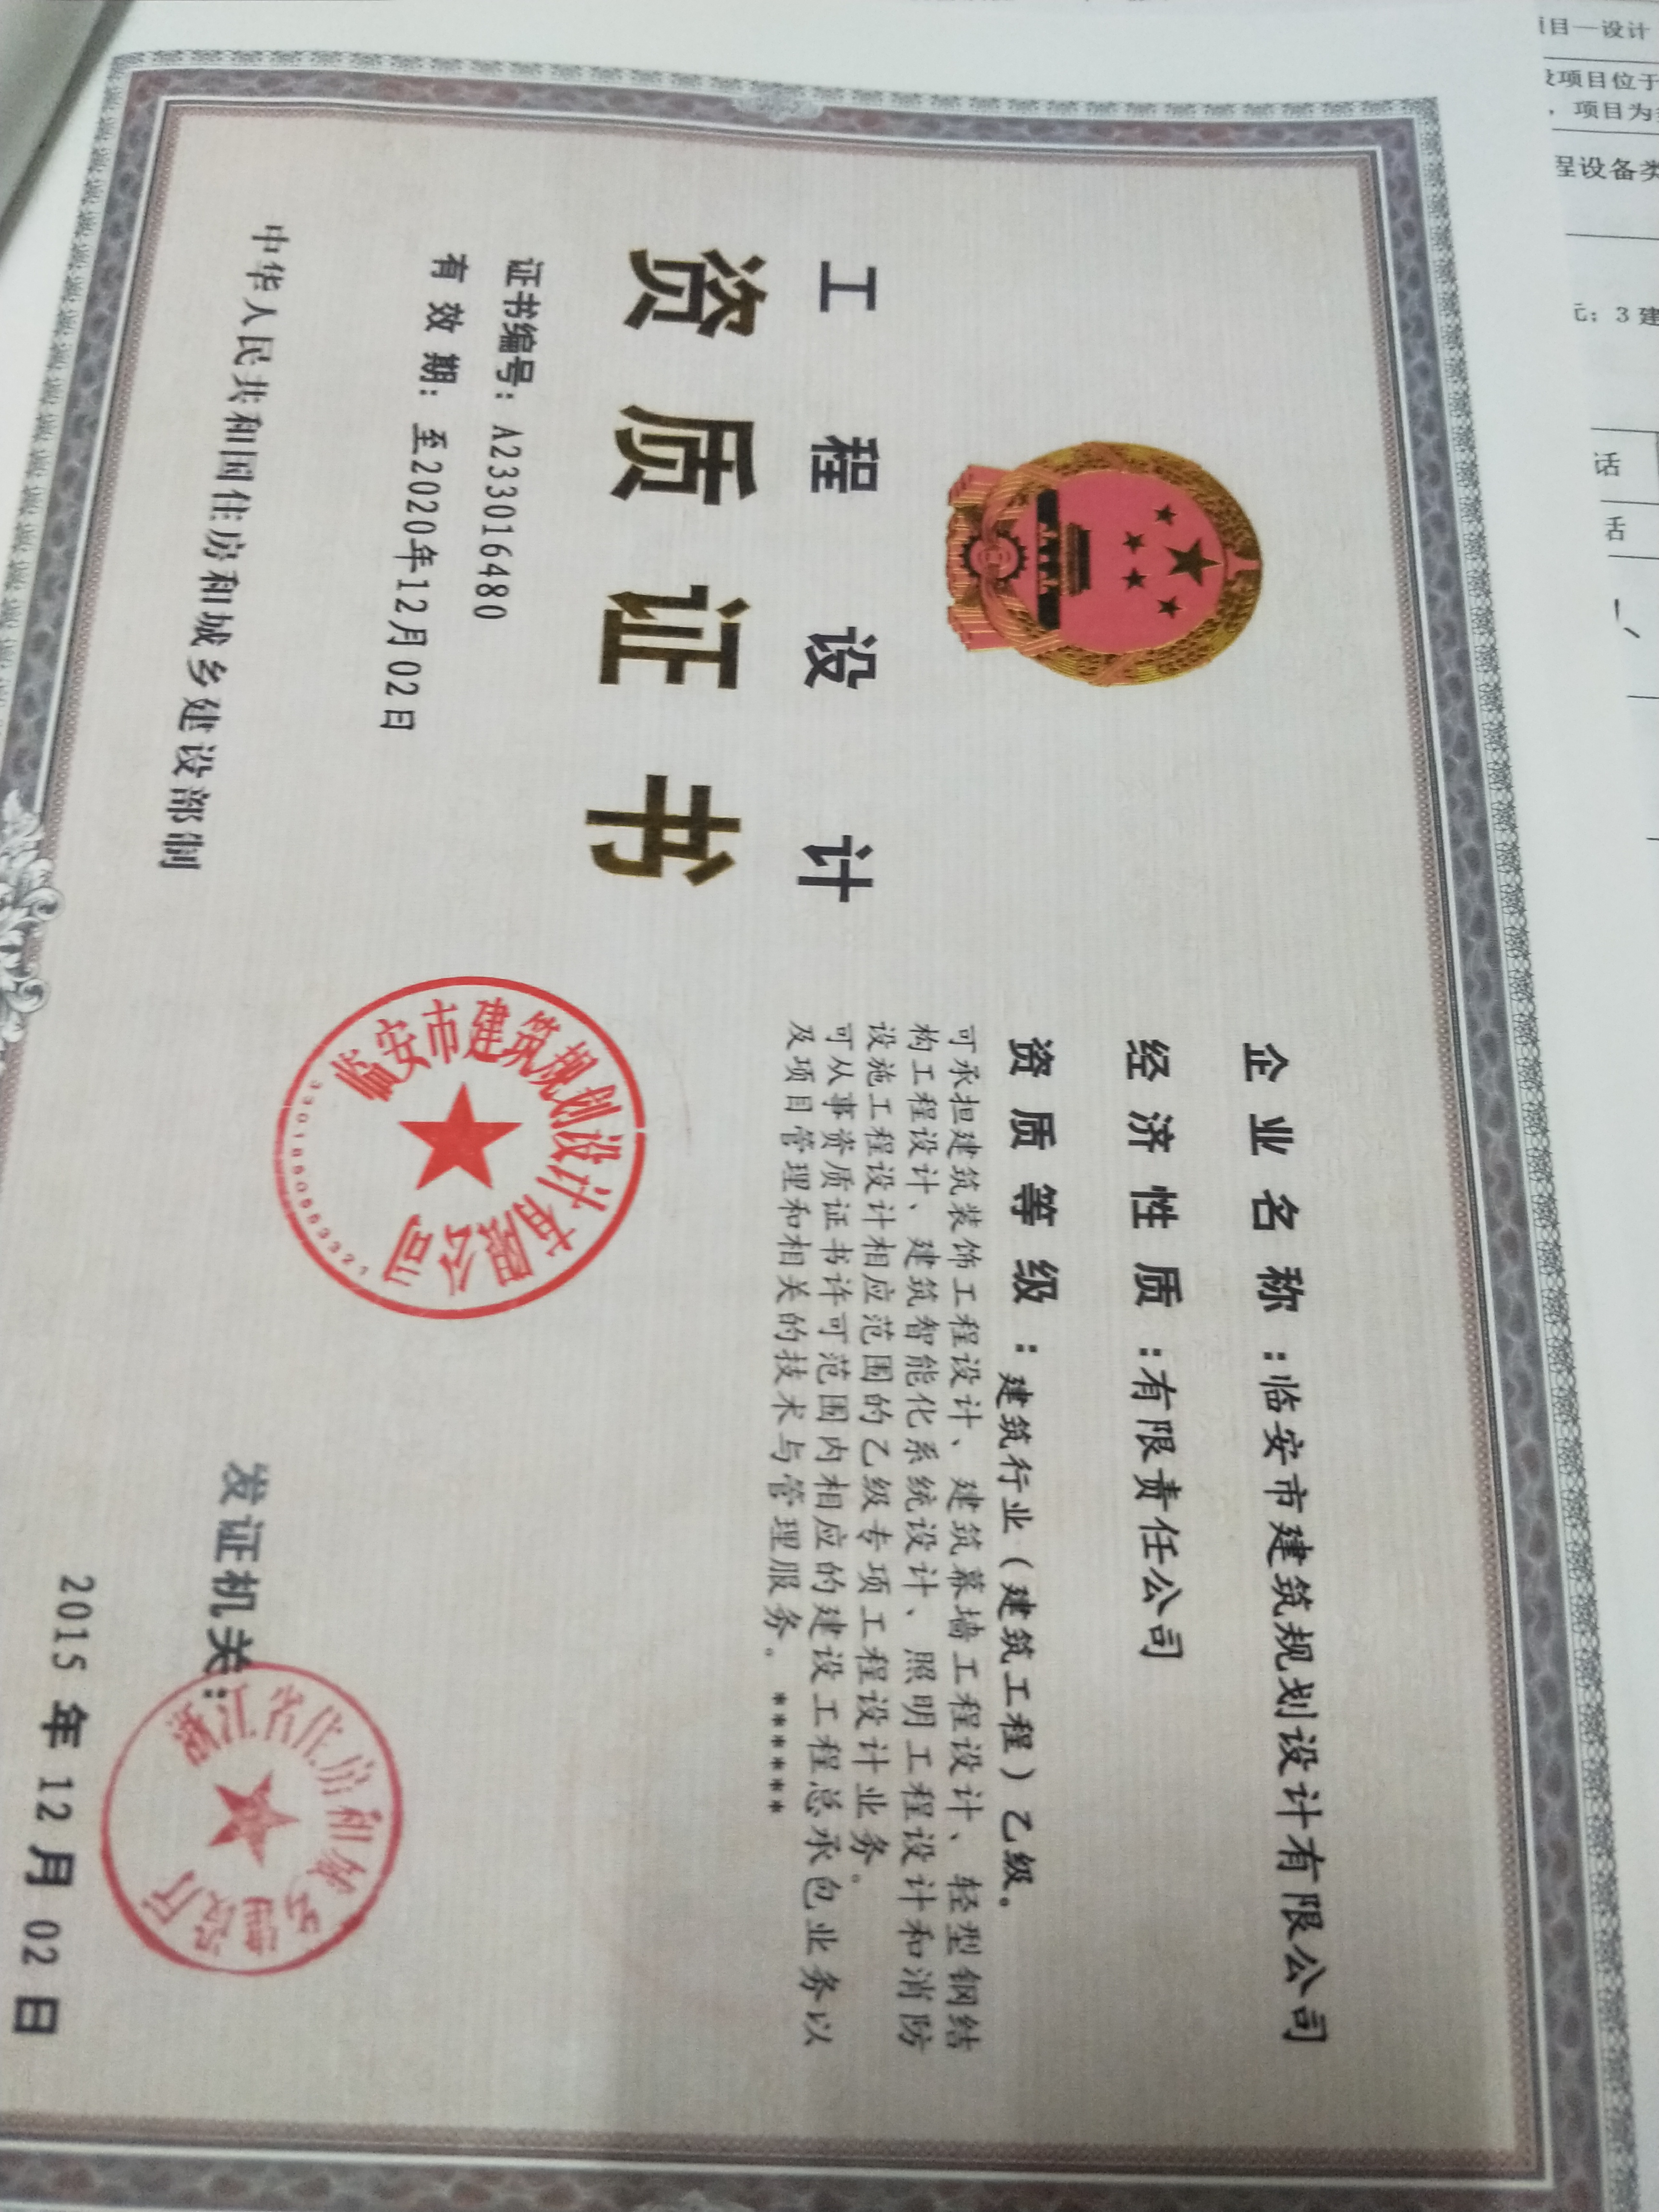 工程设计
资质证书
证书编号：A233016480
有效期：至2020年12月02日
中华人民共和国住房和城乡建设部制
企业名称：临安市建筑规划设计有限公司
经济性质：有限责任公司
资质等级：建筑行业（建筑工程）乙级。
可承担建筑装饰工程设计、建筑幕墙工程设计、轻型钢结
构工程设计、建筑智能化系统设计、照明工程设计和消防
设施工程设计相应范围的乙级专项工程设计业务。
可从事资质证书许可范围内相应的建设工程总承包业务以
及项目管理和相关的技术与管理服务。******
临安市建筑规划设计有限公司
发证机关：
浙江省住房和城乡建设厅
2015年12月02日
项目一设计
项目位于
，项目为
程设备类
元；3建
话